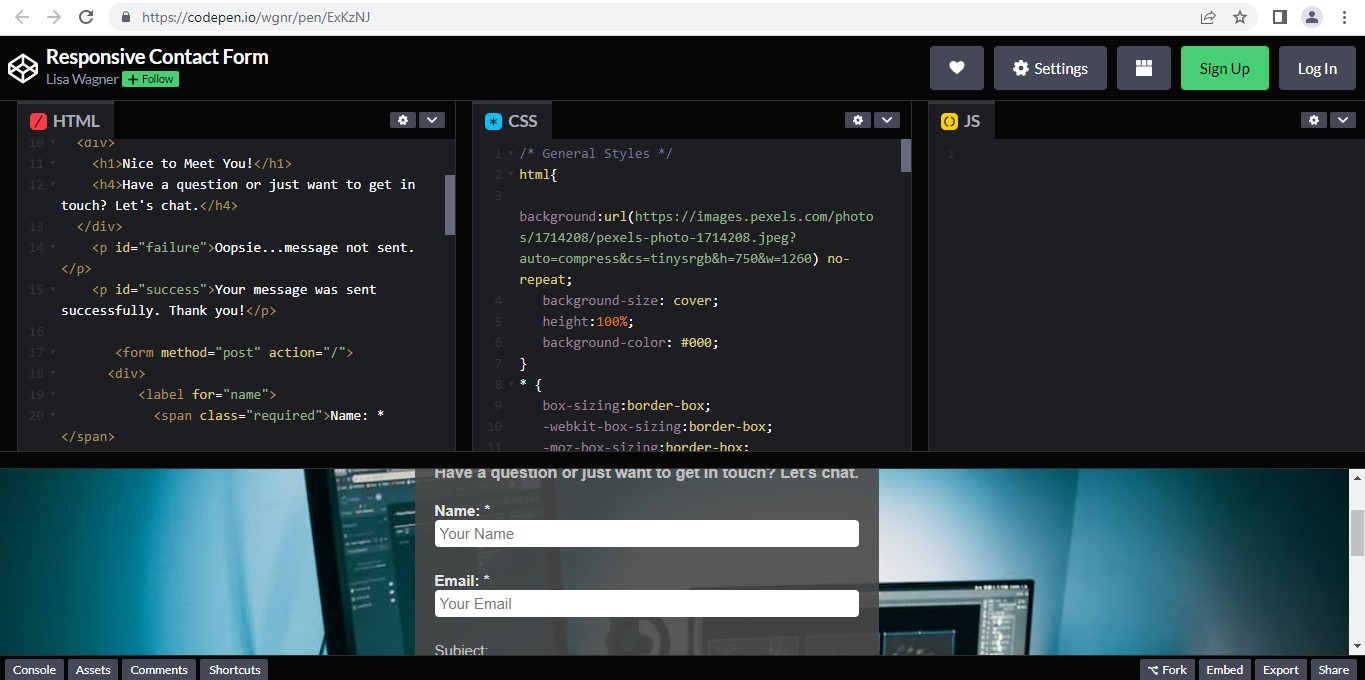 https://codepen.io/wgnr/pen/ExKzNJ
Responsive Contact Form
Lisa Wagner + Follow
Settings
Sign Up
Log In
HTML
10 <div>
11 <h1>Nice to Meet You!</h1>
12 <h4>Have a question or just want to get in
touch? Let's chat.</h4>
13 </div>
14 <p id="failure">Oopsie...message not sent.
</p>
15 <p id="success">Your message was sent
successfully. Thank you!</p>
16
17 <form method="post" action="/">
18 <div>
19 <label for="name">
20 <span class="required">Name: *
</span>
CSS
1 /* General Styles */
2 html{
3
background:url(https://images.pexels.com/photo
s/1714208/pexels-photo-1714208.jpeg?
auto=compress&cs=tinysrgb&h=750&w=1260) no-
repeat;
4 background-size: cover;
5 height:100%;
6 background-color: #000;
7 }
8 * {
9 box-sizing:border-box;
10 -webkit-box-sizing:border-box;
11 -moz-box-sizing:border-box;
JS
1
Have a question or just want to get in touch? Let's chat.
Name: *
Your Name
Email: *
Your Email
Subject:
Console Assets Comments Shortcuts
Fork Embed Export Share